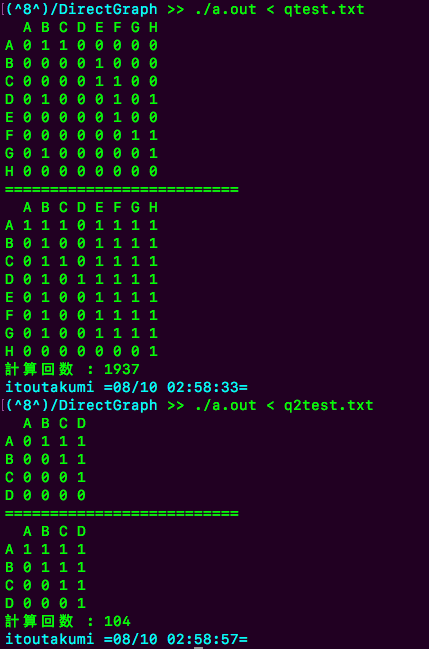 (^8^)/DirectGraph >> ./a.out < qtest.txt
  A B C D E F G H
A 0 1 1 0 0 0 0 0
B 0 0 0 0 1 0 0 0
C 0 0 0 0 1 1 0 0
D 0 1 0 0 0 1 0 1
E 0 0 0 0 0 1 0 0
F 0 0 0 0 0 0 1 1
G 0 1 0 0 0 0 0 1
H 0 0 0 0 0 0 0 0
==========================
  A B C D E F G H
A 1 1 1 0 1 1 1 1
B 0 1 0 0 1 1 1 1
C 0 1 1 0 1 1 1 1
D 0 1 0 1 1 1 1 1
E 0 1 0 0 1 1 1 1
F 0 1 0 0 1 1 1 1
G 0 1 0 0 1 1 1 1
H 0 0 0 0 0 0 0 1
計算回数 : 1937
itoutakumi =08/10 02:58:33=
(^8^)/DirectGraph >> ./a.out < q2test.txt
  A B C D
A 0 1 1 1
B 0 0 1 1
C 0 0 0 1
D 0 0 0 0
==========================
  A B C D
A 1 1 1 1
B 0 1 1 1
C 0 0 1 1
D 0 0 0 1
計算回数 : 104
itoutakumi =08/10 02:58:57=